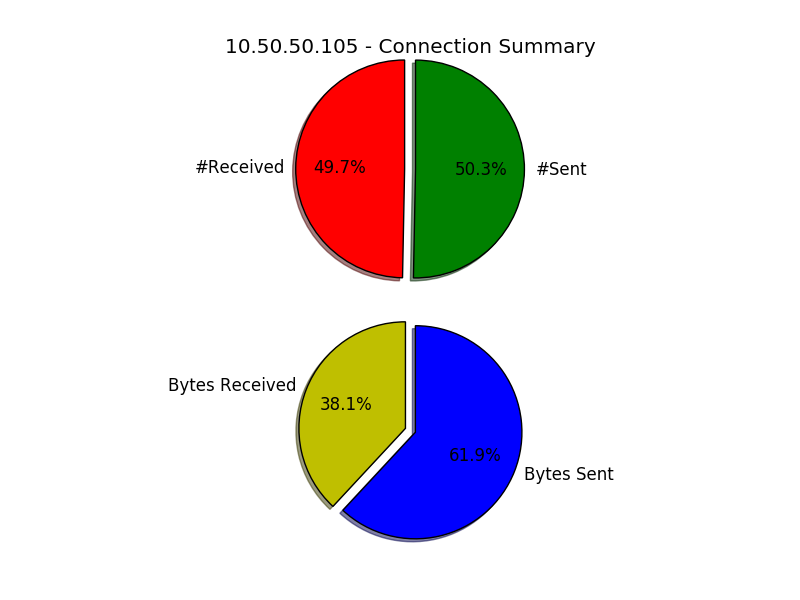 10.50.50.105 - Connection Summary
#Received
49.7%
50.3%
#Sent
Bytes Received
38.1%
61.9%
Bytes Sent